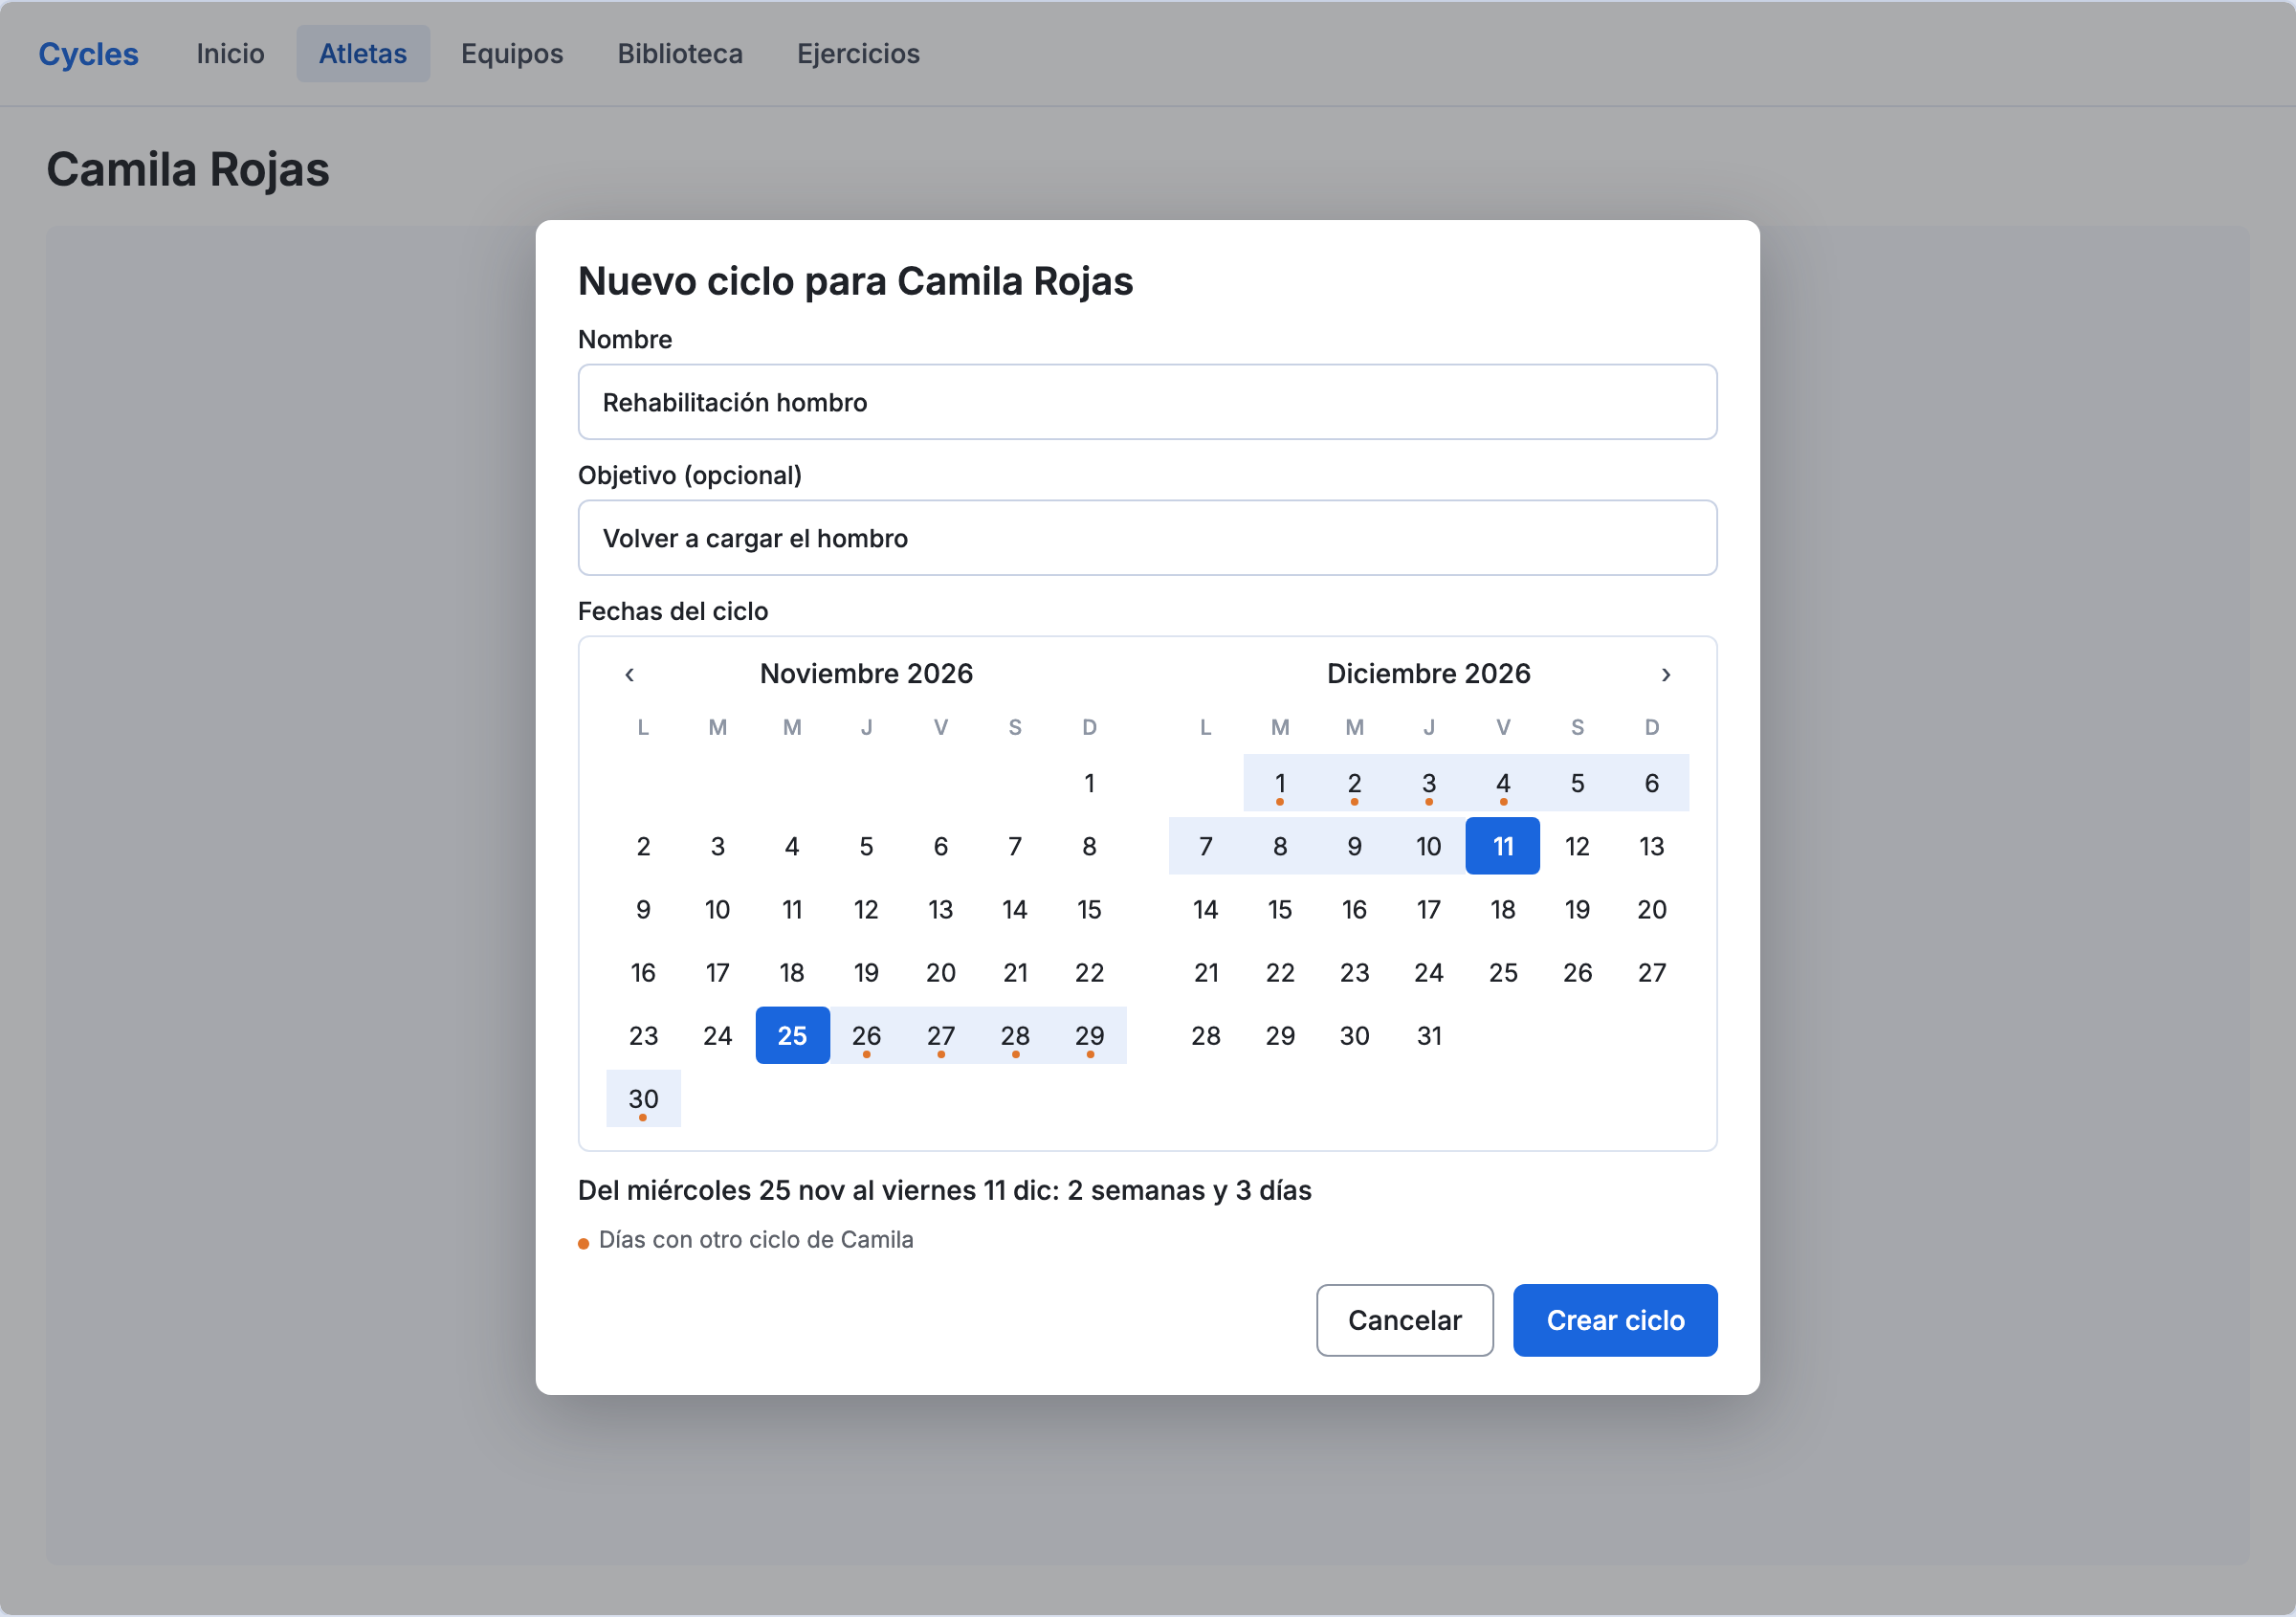 Cycles Inicio Atletas Equipos Biblioteca Ejercicios
Camila Rojas
Nuevo ciclo para Camila Rojas
Nombre
Rehabilitación hombro
Objetivo (opcional)
Volver a cargar el hombro
Fechas del ciclo
‹ Noviembre 2026
L M M J V S D
1
2 3 4 5 6 7 8
9 10 11 12 13 14 15
16 17 18 19 20 21 22
23 24 25 26 27 28 29
30
Diciembre 2026 ›
L M M J V S D
1 2 3 4 5 6
7 8 9 10 11 12 13
14 15 16 17 18 19 20
21 22 23 24 25 26 27
28 29 30 31
Del miércoles 25 nov al viernes 11 dic: 2 semanas y 3 días
Días con otro ciclo de Camila
Cancelar Crear ciclo